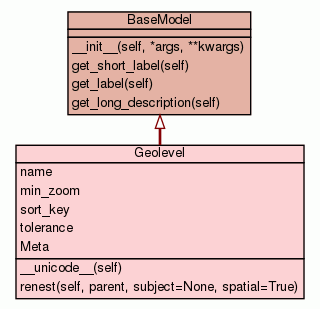 BaseModel
__init__(self, *args, **kwargs)
get_short_label(self)
get_label(self)
get_long_description(self)
Geolevel
name
min_zoom
sort_key
tolerance
Meta
__unicode__(self)
renest(self, parent, subject=None, spatial=True)